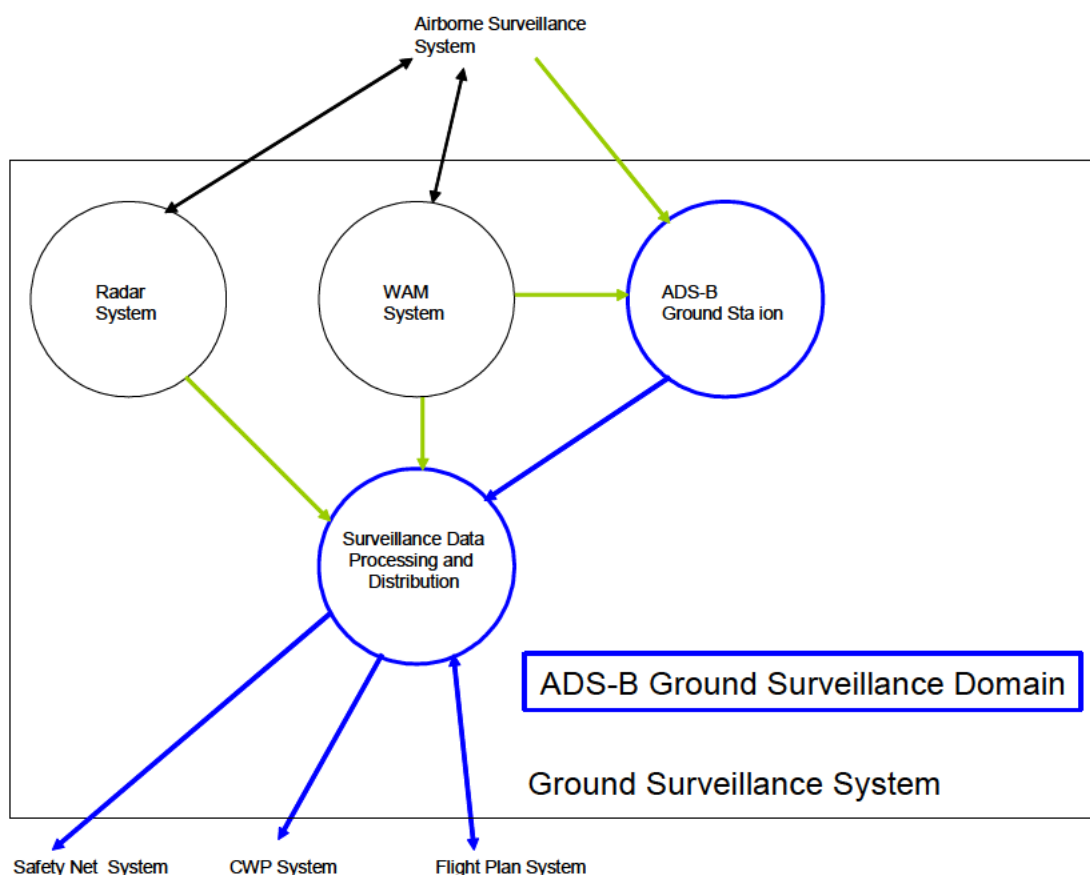 Airborne Surveillance
System
Radar
System
WAM
System
ADS-B
Ground Sta ion
Surveillance Data
Processing and
Distribution
ADS-B Ground Surveillance Domain
Ground Surveillance System
Safety Net System
CWP System
Flight Plan System